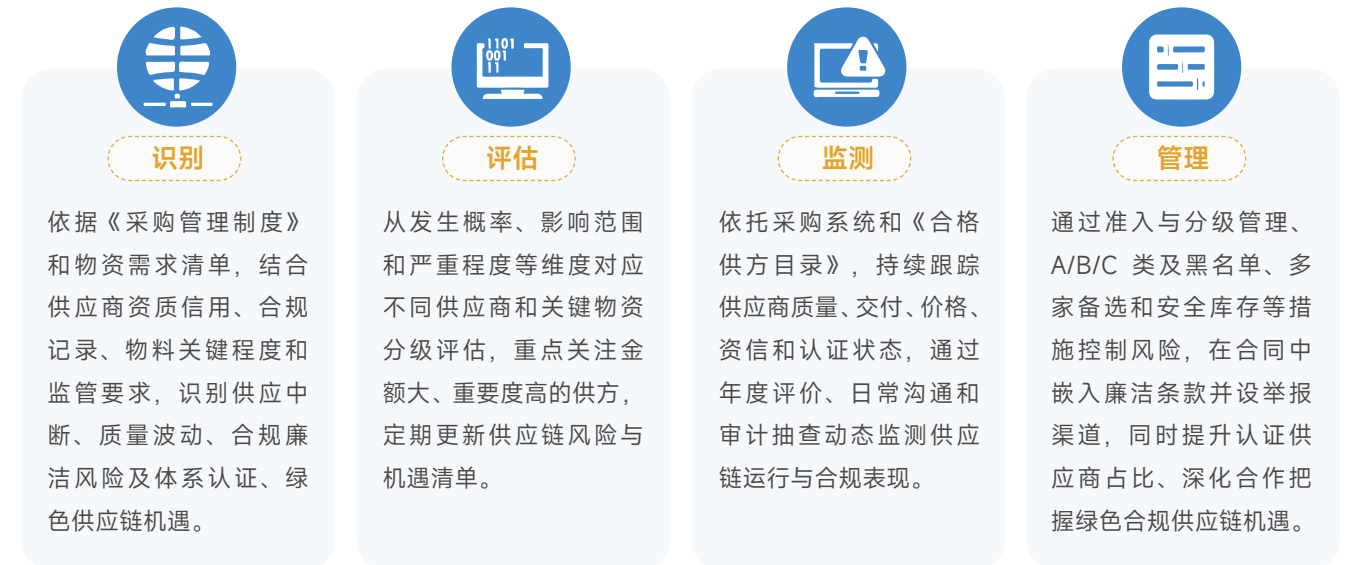 1101
001
11
识别
依据《采购管理制度》
和物资需求清单，结合
供应商资质信用、合规
记录、物料关键程度和
监管要求，识别供应中
断、质量波动、合规廉
洁风险及体系认证、绿
色供应链机遇。
评估
从发生概率、影响范围
和严重程度等维度对应
不同供应商和关键物资
分级评估，重点关注金
额大、重要度高的供方，
定期更新供应链风险与
机遇清单。
监测
依托采购系统和《合格
供方目录》，持续跟踪
供应商质量、交付、价格、
资信和认证状态，通过
年度评价、日常沟通和
审计抽查动态监测供应
链运行与合规表现。
管理
通过准入与分级管理、
A/B/C 类及黑名单、多
家备选和安全库存等措
施控制风险，在合同中
嵌入廉洁条款并设举报
渠道，同时提升认证供
应商占比、深化合作把
握绿色合规供应链机遇。